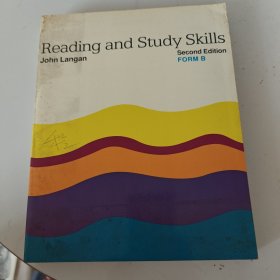 Reading and Study Skills
John Langan
Second Edition
FORM B